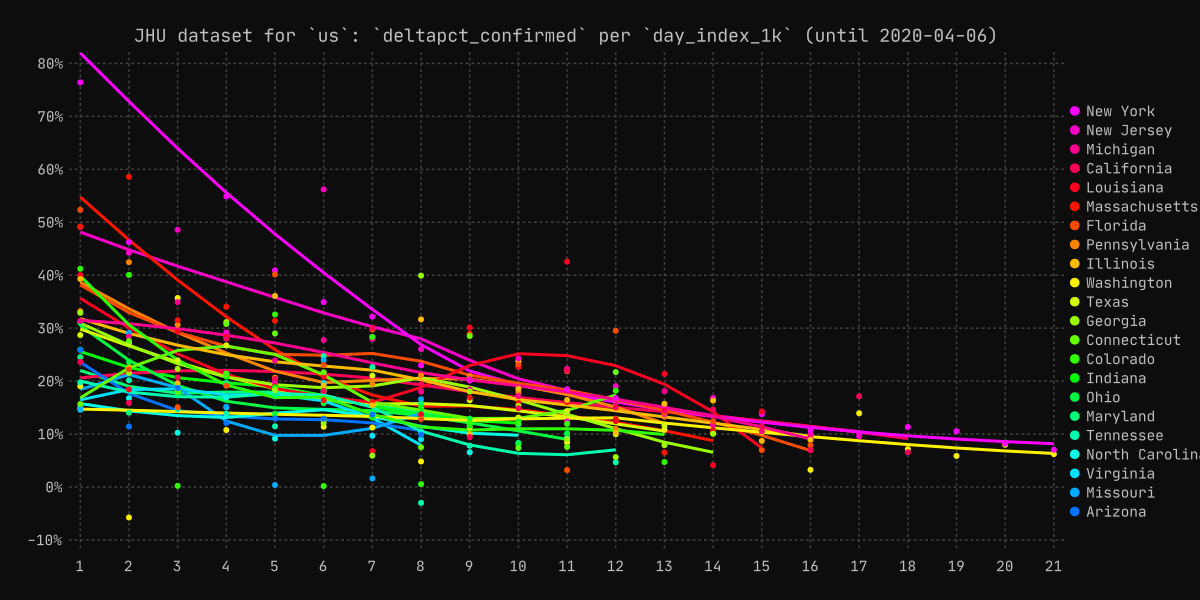 JHU dataset for `us`: `deltapct_confirmed` per `day_index_1k` (until 2020-04-06)
80%
70%
60%
50%
40%
30%
20%
10%
0%
-10%
1 2 3 4 5 6 7 8 9 10 11 12 13 14 15 16 17 18 19 20 21
New York
New Jersey
Michigan
California
Louisiana
Massachusetts
Florida
Pennsylvania
Illinois
Washington
Texas
Georgia
Connecticut
Colorado
Indiana
Ohio
Maryland
Tennessee
North Carolina
Virginia
Missouri
Arizona